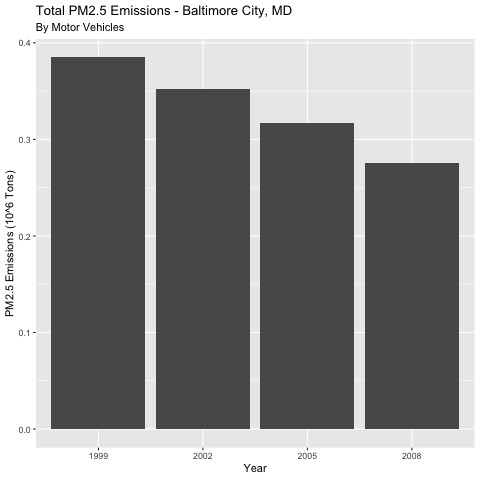 Total PM2.5 Emissions - Baltimore City, MD
By Motor Vehicles
PM2.5 Emissions (10^6 Tons)
0.4
0.3
0.2
0.1
0.0
1999
2002
2005
2008
Year